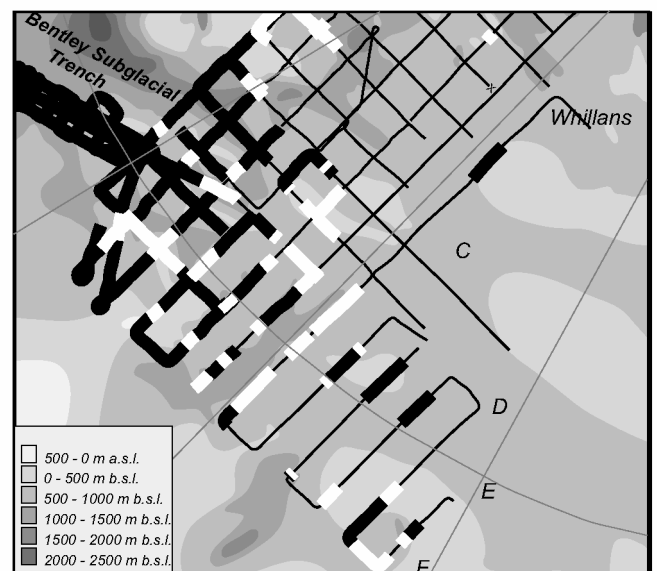 Bentley Subglacial
Trench
Whillans
C
D
E
F
500 - 0 m a.s.l.
0 - 500 m b.s.l.
500 - 1000 m b.s.l.
1000 - 1500 m b.s.l.
1500 - 2000 m b.s.l.
2000 - 2500 m b.s.l.